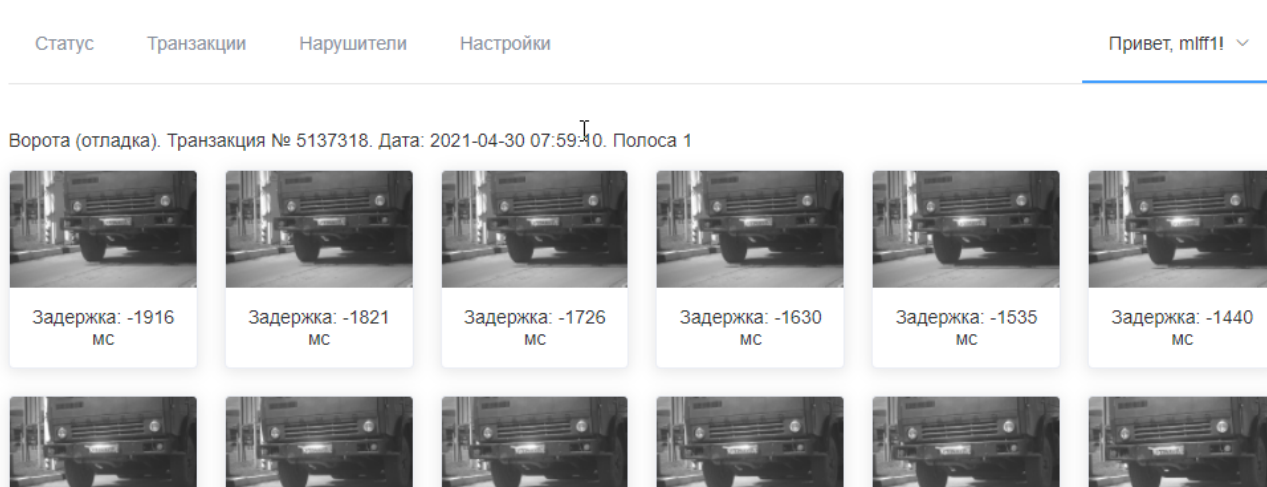 Статус Транзакции Нарушители Настройки Привет, mlff1!
Ворота (отладка). Транзакция № 5137318. Дата: 2021-04-30 07:59:10. Полоса 1
Задержка: -1916 Задержка: -1821 Задержка: -1726 Задержка: -1630 Задержка: -1535 Задержка: -1440
мс мс мс мс мс мс